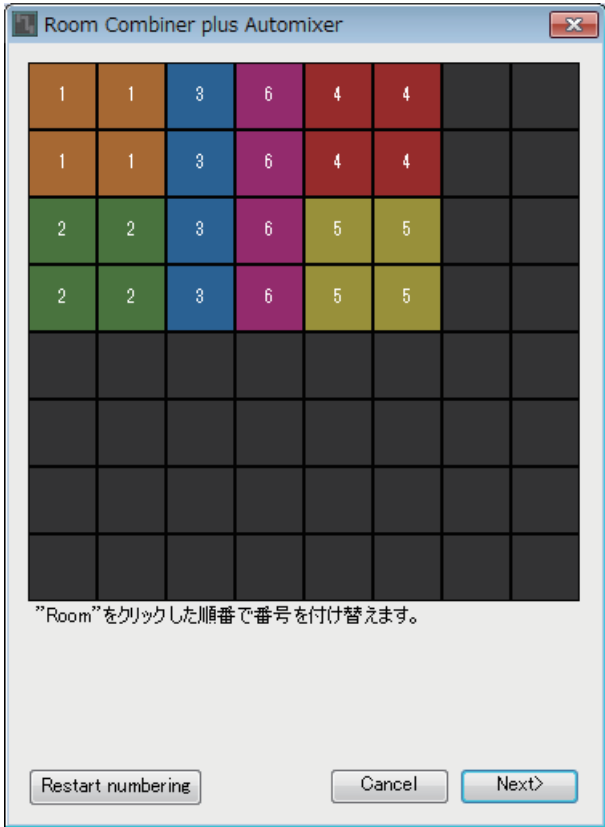 Room Combiner plus Automixer
1 1 3 6 4 4
1 1 3 6 4 4
2 2 3 6 5 5
2 2 3 6 5 5
"Room"をクリックした順番で番号を付け替えます。
Restart numbering Cancel Next>